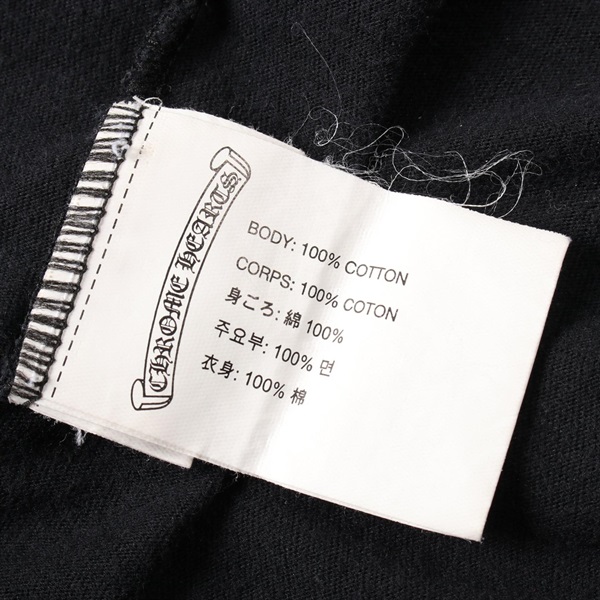 CHROME HEARTS
BODY: 100% COTTON
CORPS: 100% COTON
身ごろ: 綿 100%
주요부: 100% 면
衣身: 100% 棉